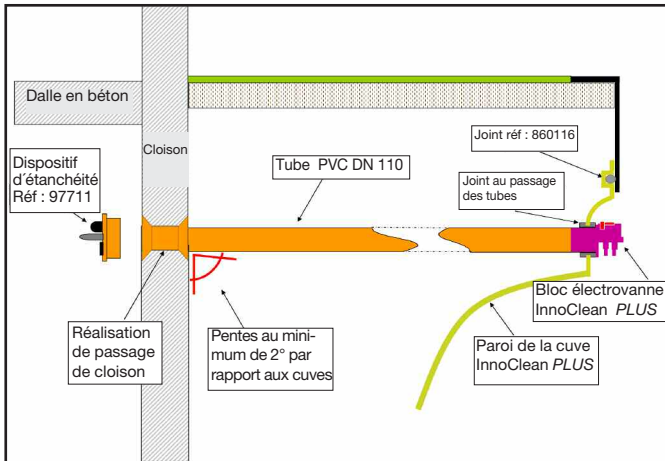 Dalle en béton
Cloison
Dispositif
d´étanchéité
Réf : 97711
Tube PVC DN 110
Joint réf : 860116
Joint au passage
des tubes
Réalisation
de passage
de cloison
Pentes au mini-
mum de 2° par
rapport aux cuves
Paroi de la cuve
InnoClean PLUS
Bloc électrovanne
InnoClean PLUS